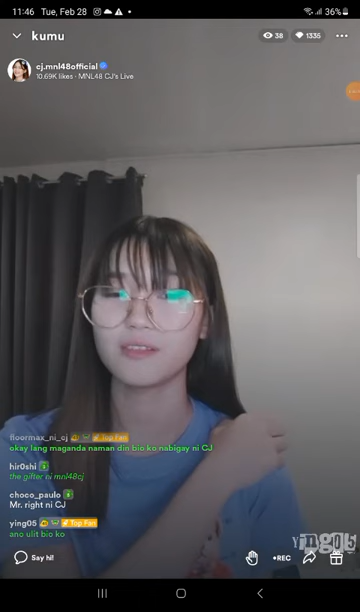 11:46 Tue, Feb 28
36%
kumu
38
1335
cj.mnl48official
10.69K likes · MNL48 CJ's Live
floormax_ni_cj Top Fan
okay lang maganda naman din bio ko nabigay ni CJ
hir0shi
the gifter ni mnl48cj
choco_paulo
Mr. right ni CJ
ying05 Top Fan
ano ulit bio ko
Say hi!
•REC